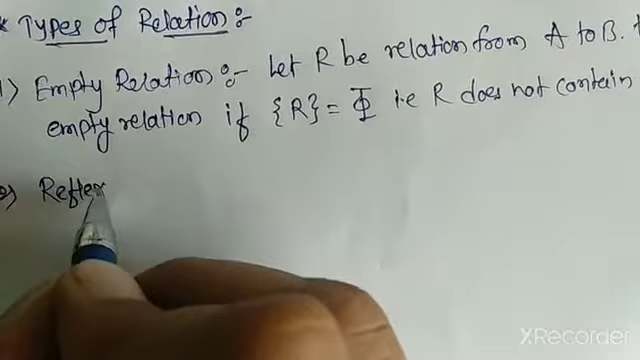 * Types of Relation :-
1) Empty Relation :- Let R be relation from A to B. t
empty relation if {R} = Φ i.e R does not contain
2) Reflex
XRecorder